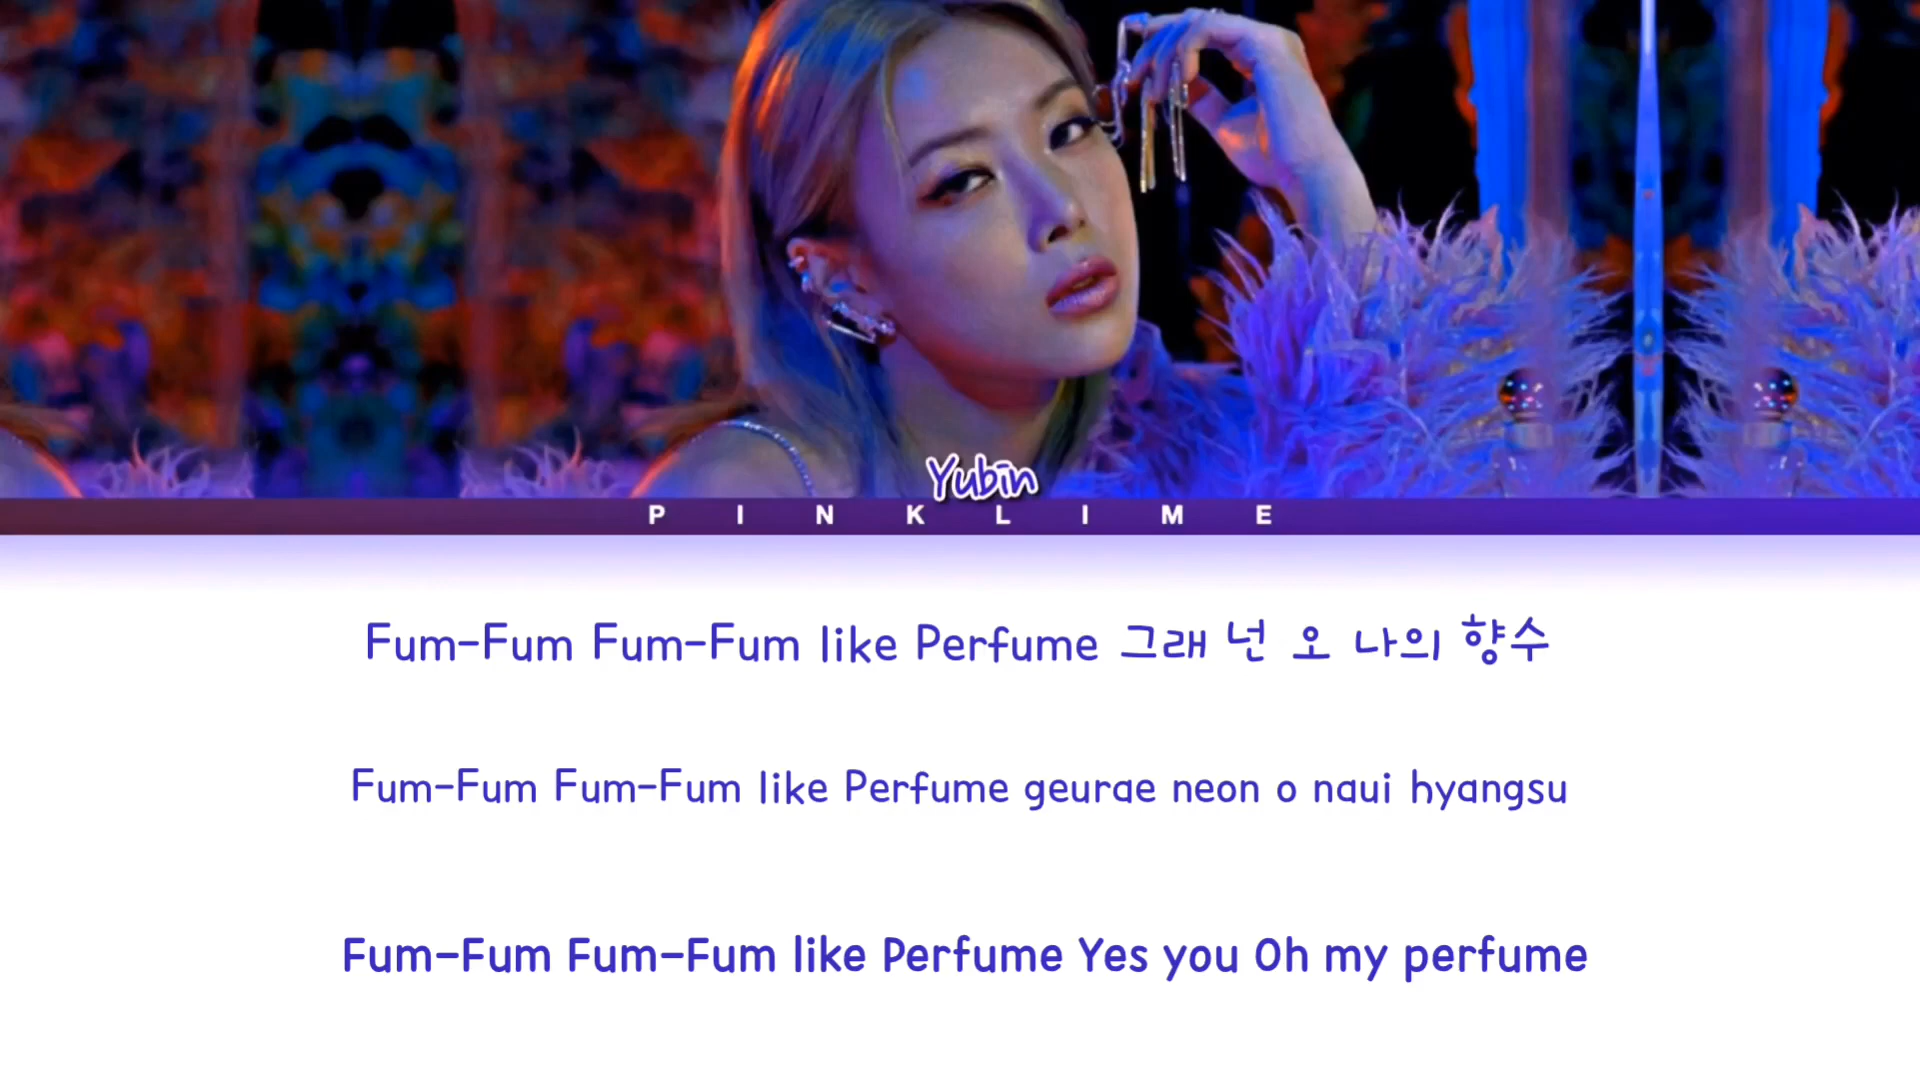 Yubin
PINKLIME
Fum-Fum Fum-Fum like Perfume 그래 넌 오 나의 향수
Fum-Fum Fum-Fum like Perfume geurae neon o naui hyangsu
Fum-Fum Fum-Fum like Perfume Yes you Oh my perfume